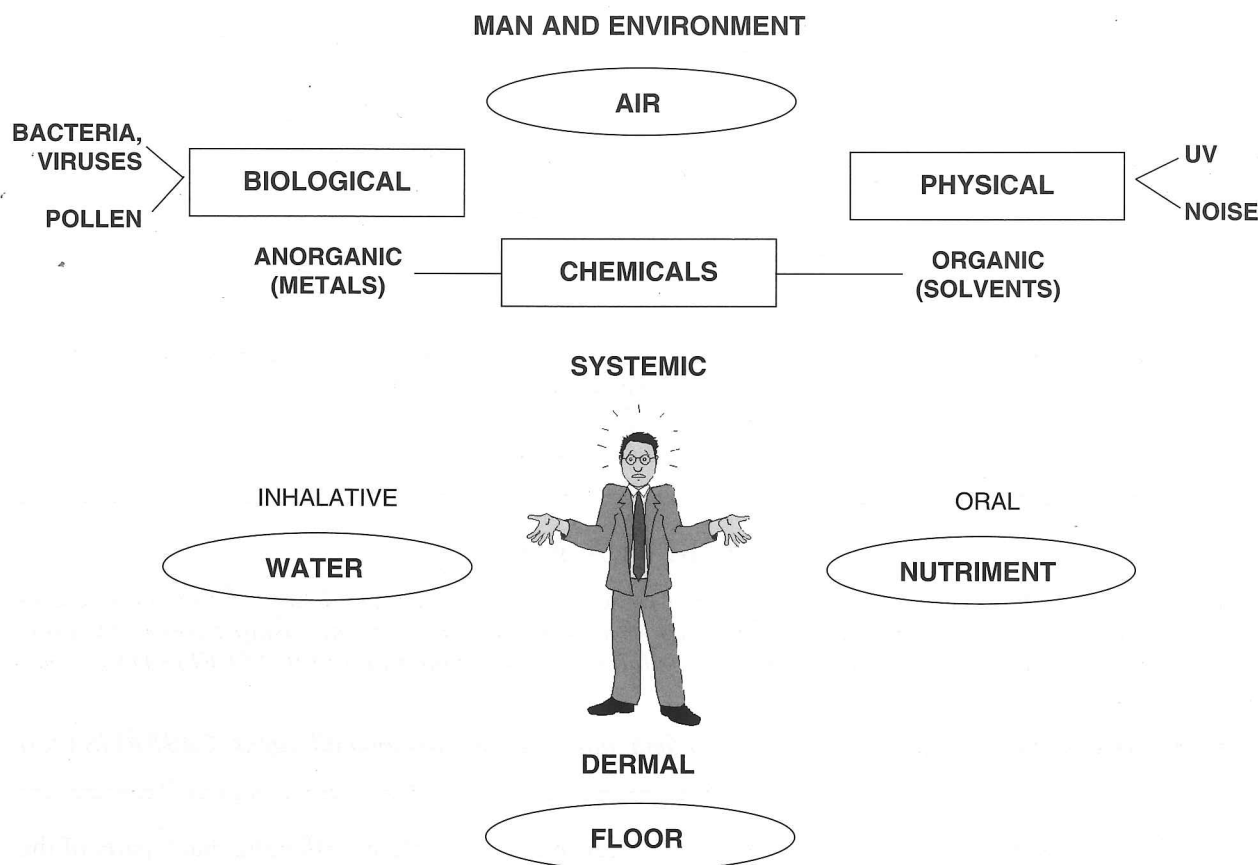 MAN AND ENVIRONMENT
AIR
BACTERIA,
VIRUSES
POLLEN
BIOLOGICAL
PHYSICAL
UV
NOISE
ANORGANIC
(METALS)
CHEMICALS
ORGANIC
(SOLVENTS)
SYSTEMIC
INHALATIVE
ORAL
WATER
NUTRIMENT
DERMAL
FLOOR